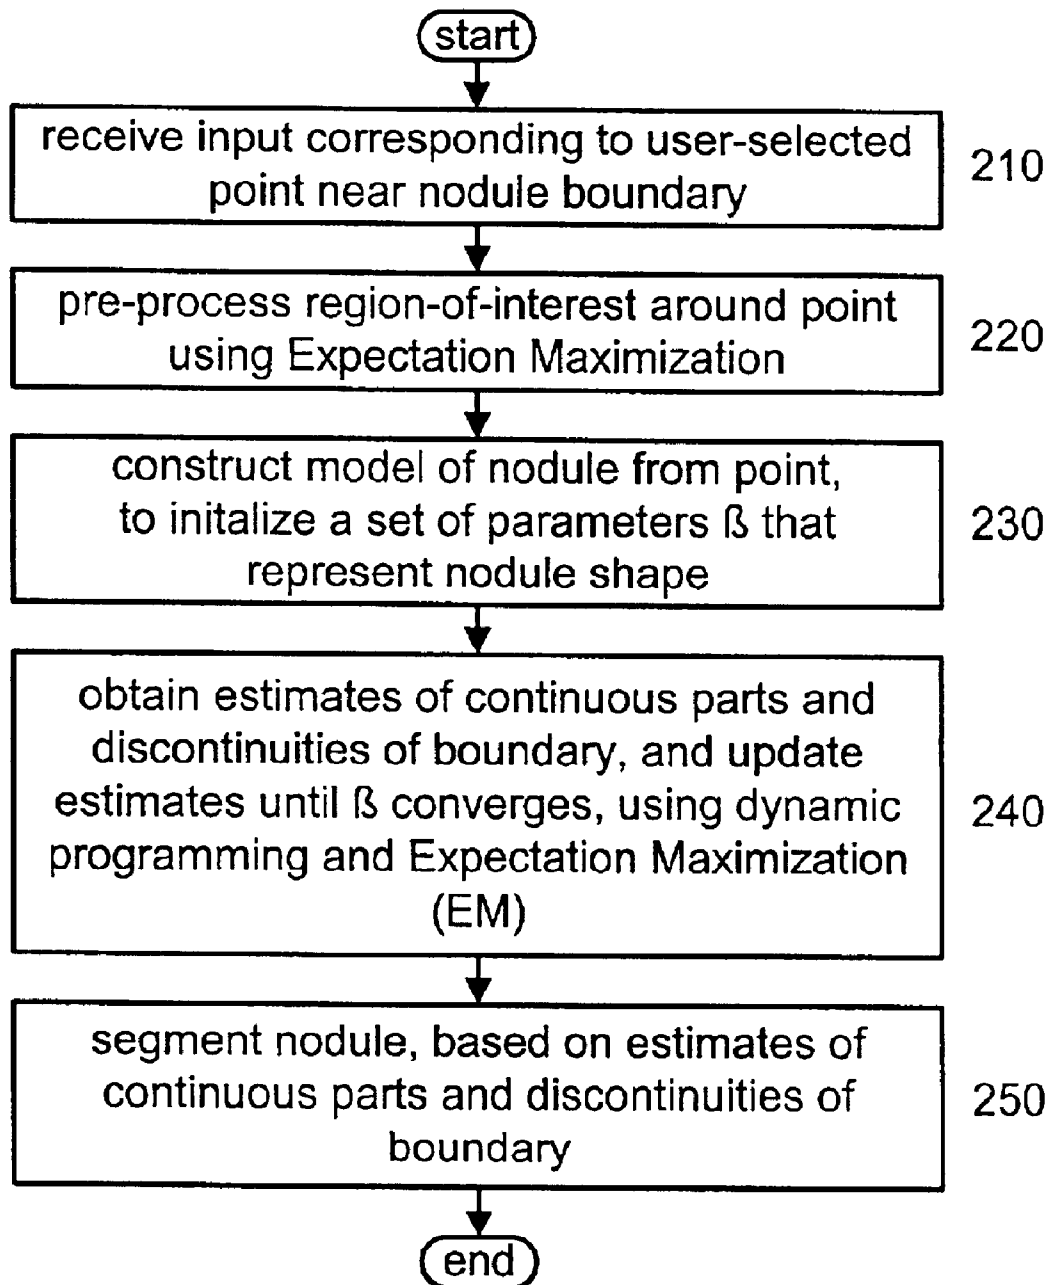 start
receive input corresponding to user-selected
point near nodule boundary
210
pre-process region-of-interest around point
using Expectation Maximization
220
construct model of nodule from point,
to initalize a set of parameters ß that
represent nodule shape
230
obtain estimates of continuous parts and
discontinuities of boundary, and update
estimates until ß converges, using dynamic
programming and Expectation Maximization
(EM)
240
segment nodule, based on estimates of
continuous parts and discontinuities of
boundary
250
end